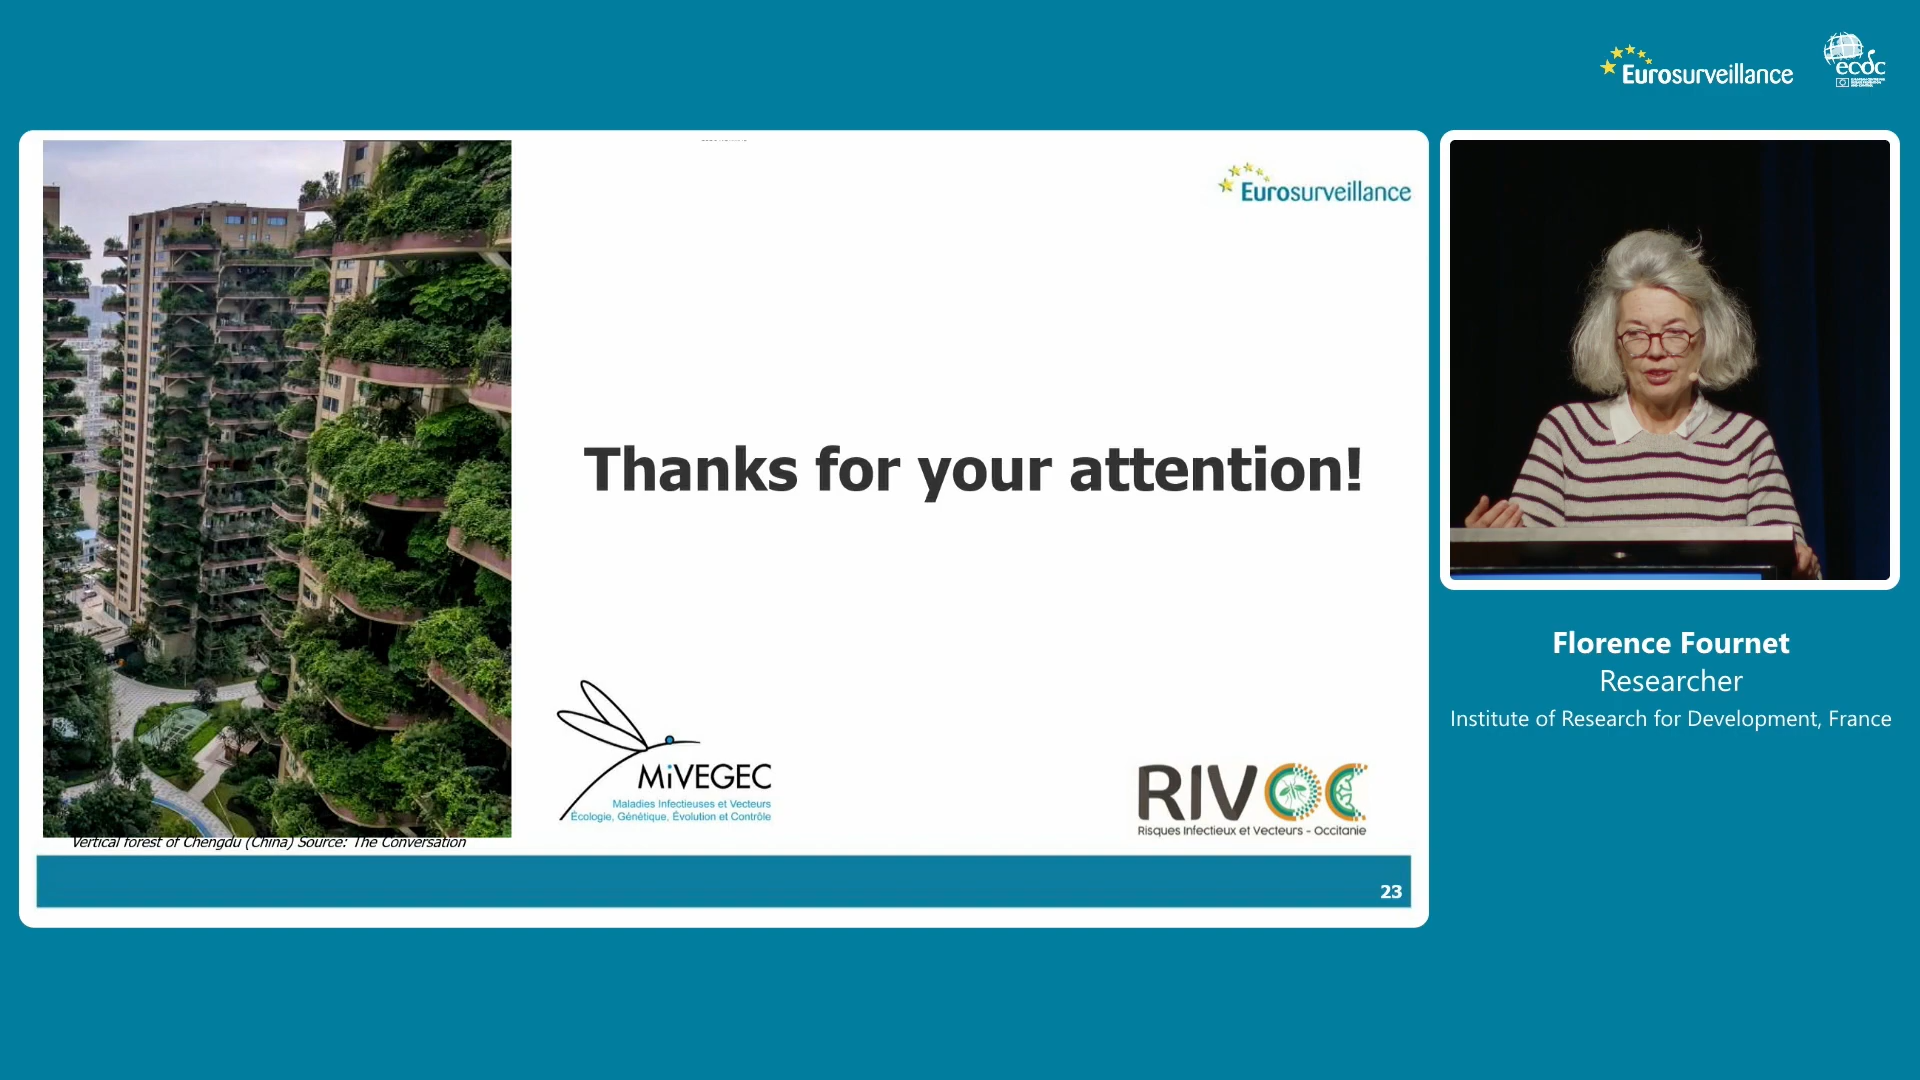 Eurosurveillance
ecdc
Eurosurveillance
Thanks for your attention!
MiVEGEC
Maladies Infectieuses et Vecteurs
Écologie, Génétique, Évolution et Contrôle
RIVOC
Risques Infectieux et Vecteurs - Occitanie
Vertical forest of Chengdu (China) Source: The Conversation
23
Florence Fournet
Researcher
Institute of Research for Development, France